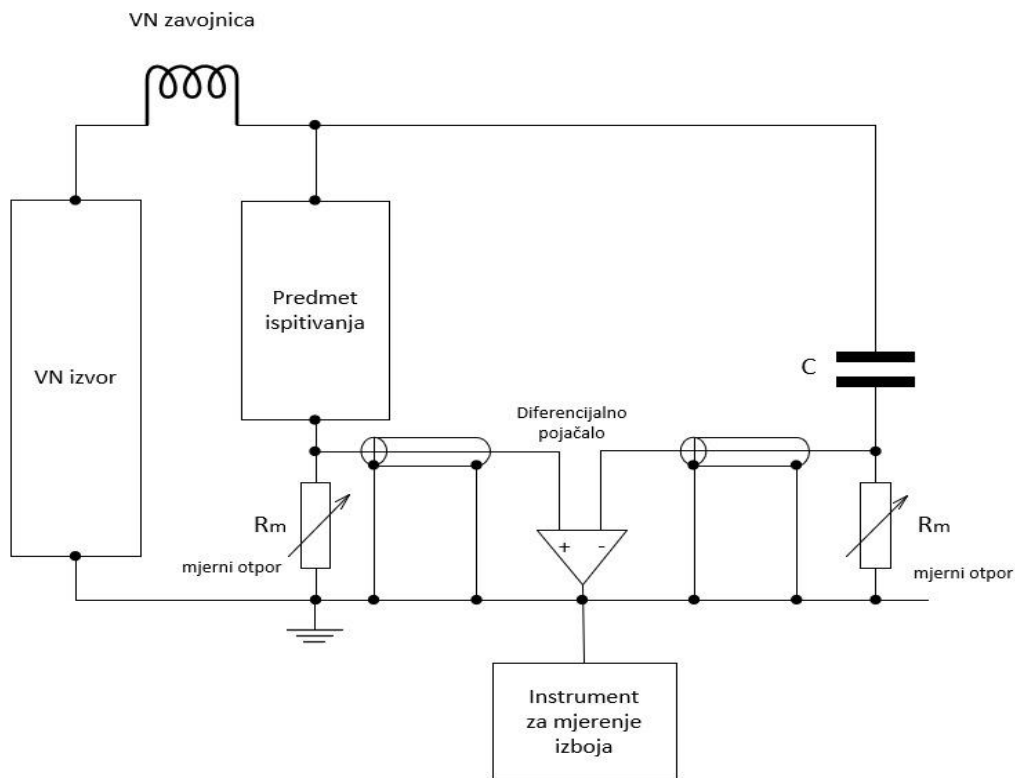 VN zavojnica
Predmet
ispitivanja
VN izvor
C
Diferencijalno
pojačalo
Rm
Rm
mjerni otpor
mjerni otpor
+
-
Instrument
za mjerenje
izboja